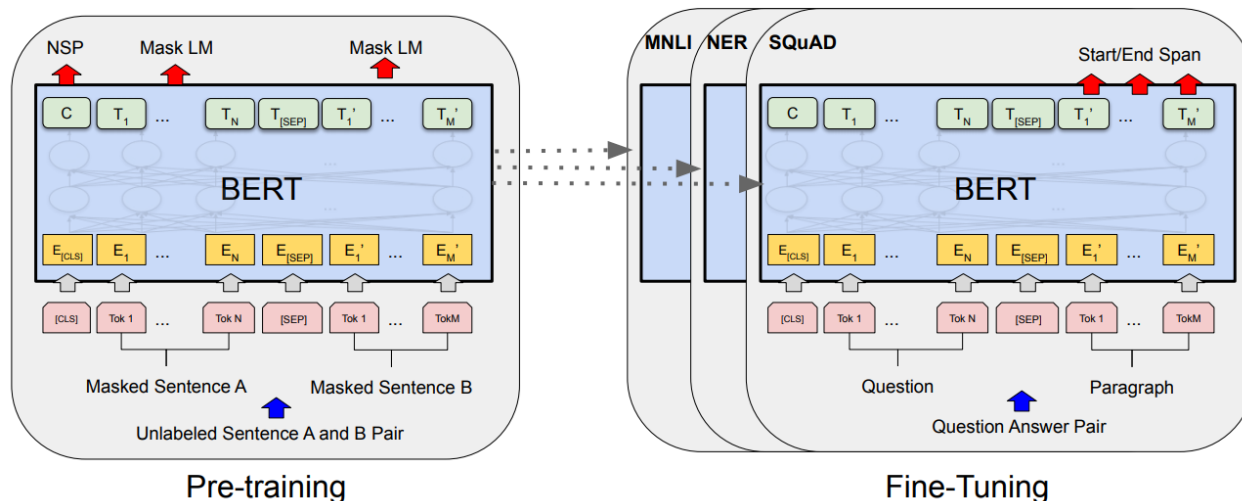 NSP Mask LM Mask LM
C T1 ... TN T[SEP] T1' ... TM'
BERT
E[CLS] E1 ... EN E[SEP] E1' ... EM'
[CLS] Tok 1 ... Tok N [SEP] Tok 1 ... TokM
Masked Sentence A Masked Sentence B
Unlabeled Sentence A and B Pair
Pre-training
MNLI NER SQuAD
Start/End Span
C T1 ... TN T[SEP] T1' ... TM'
BERT
E[CLS] E1 ... EN E[SEP] E1' ... EM'
[CLS] Tok 1 ... Tok N [SEP] Tok 1 ... TokM
Question Paragraph
Question Answer Pair
Fine-Tuning